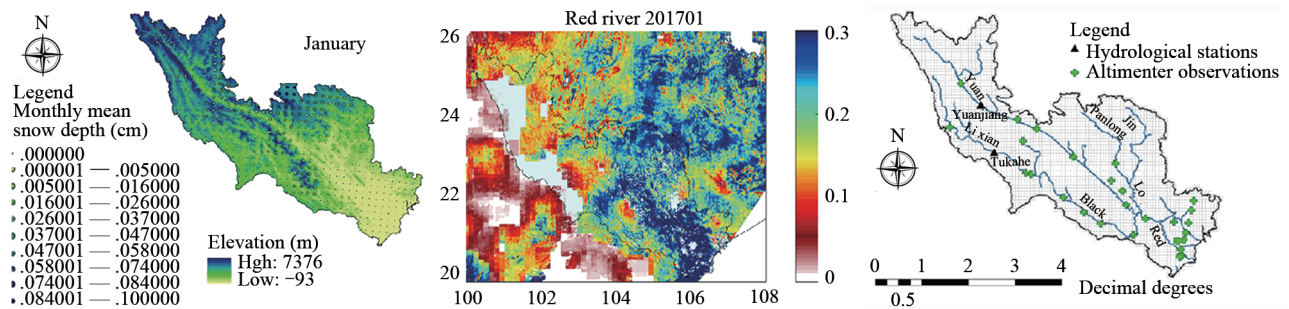 N
January
Legend
Monthly mean
snow depth (cm)
.000000
.000001 — .005000
.005001 — .016000
.016001 — .026000
.026001 — .037000
.037001 — .047000
.047001 — .058000
.058001 — .074000
.074001 — .084000
.084001 — .100000
Elevation (m)
Hgh: 7376
Low: −93
Red river 201701
26
24
22
20
100
102
104
106
108
0.3
0.2
0.1
0
Legend
Hydrological stations
Altimenter observations
N
Yuan
Yuanjiang
Li xian
Tukahe
Panlong
Jin
Lo
Black
Red
0 1 2 3 4
0.5
Decimal degrees